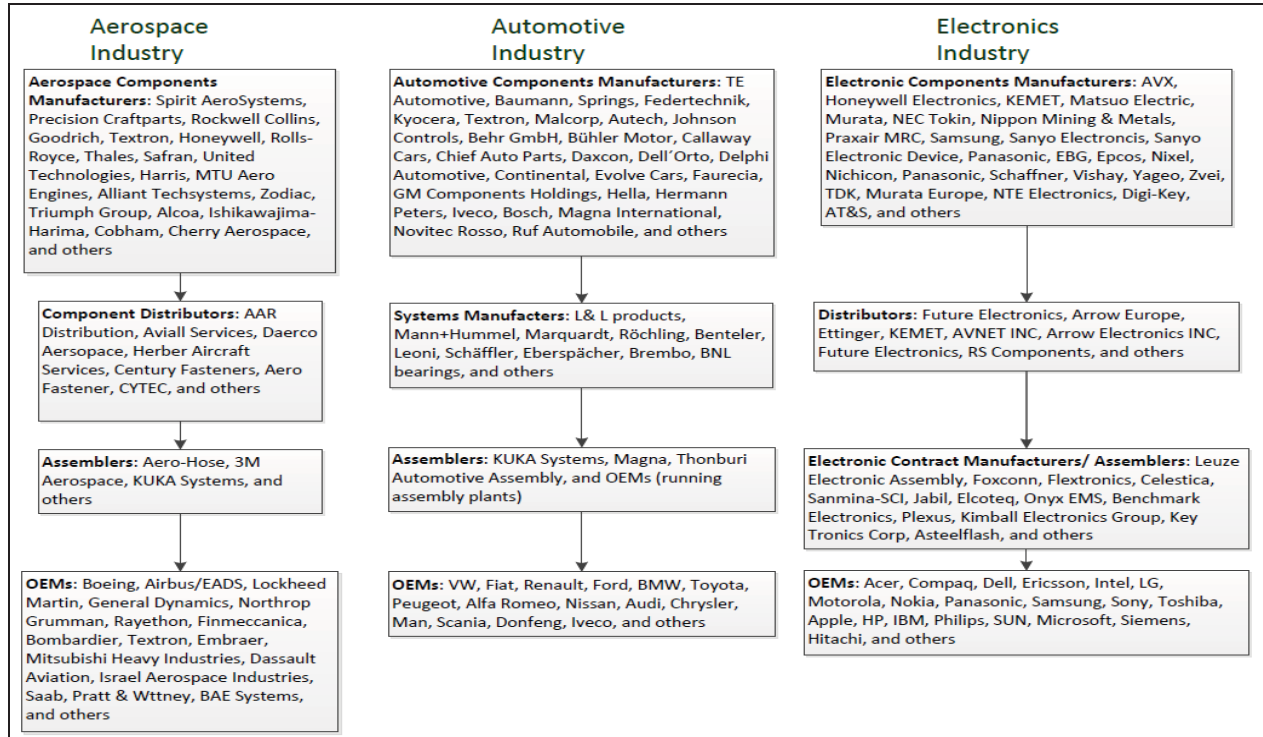 Aerospace
Industry
Aerospace Components
Manufacturers: Spirit AeroSystems,
Precision Craftparts, Rockwell Collins,
Goodrich, Textron, Honeywell, Rolls-
Royce, Thales, Safran, United
Technologies, Harris, MTU Aero
Engines, Alliant Techsystems, Zodiac,
Triumph Group, Alcoa, Ishikawajima-
Harima, Cobham, Cherry Aerospace,
and others
Component Distributors: AAR
Distribution, Aviall Services, Daerco
Aerospace, Herber Aircraft
Services, Century Fasteners, Aero
Fastener, CYTEC, and others
Assemblers: Aero-Hose, 3M
Aerospace, KUKA Systems, and
others
OEMs: Boeing, Airbus/EADS, Lockheed
Martin, General Dynamics, Northrop
Grumman, Rayethon, Finmeccanica,
Bombardier, Textron, Embraer,
Mitsubishi Heavy Industries, Dassault
Aviation, Israel Aerospace Industries,
Saab, Pratt & Wttney, BAE Systems,
and others
Automotive
Industry
Automotive Components Manufacturers: TE
Automotive, Baumann, Springs, Federtechnik,
Kyocera, Textron, Malcorp, Autech, Johnson
Controls, Behr GmbH, Bühler Motor, Callaway
Cars, Chief Auto Parts, Daxcon, Dell´Orto, Delphi
Automotive, Continental, Evolve Cars, Faurecia,
GM Components Holdings, Hella, Hermann
Peters, Iveco, Bosch, Magna International,
Novitec Rosso, Ruf Automobile, and others
Systems Manufacters: L& L products,
Mann+Hummel, Marquardt, Röchling, Benteler,
Leoni, Schäffler, Eberspächer, Brembo, BNL
bearings, and others
Assemblers: KUKA Systems, Magna, Thonburi
Automotive Assembly, and OEMs (running
assembly plants)
OEMs: VW, Fiat, Renault, Ford, BMW, Toyota,
Peugeot, Alfa Romeo, Nissan, Audi, Chrysler,
Man, Scania, Donfeng, Iveco, and others
Electronics
Industry
Electronic Components Manufacturers: AVX,
Honeywell Electronics, KEMET, Matsuo Electric,
Murata, NEC Tokin, Nippon Mining & Metals,
Praxair MRC, Samsung, Sanyo Electroncis, Sanyo
Electronic Device, Panasonic, EBG, Epcos, Nixel,
Nichicon, Panasonic, Schaffner, Vishay, Yageo, Zvei,
TDK, Murata Europe, NTE Electronics, Digi-Key,
AT&S, and others
Distributors: Future Electronics, Arrow Europe,
Ettinger, KEMET, AVNET INC, Arrow Electronics INC,
Future Electronics, RS Components, and others
Electronic Contract Manufacturers/ Assemblers: Leuze
Electronic Assembly, Foxconn, Flextronics, Celestica,
Sanmina-SCI, Jabil, Elcoteq, Onyx EMS, Benchmark
Electronics, Plexus, Kimball Electronics Group, Key
Tronics Corp, Asteelflash, and others
OEMs: Acer, Compaq, Dell, Ericsson, Intel, LG,
Motorola, Nokia, Panasonic, Samsung, Sony, Toshiba,
Apple, HP, IBM, Philips, SUN, Microsoft, Siemens,
Hitachi, and others